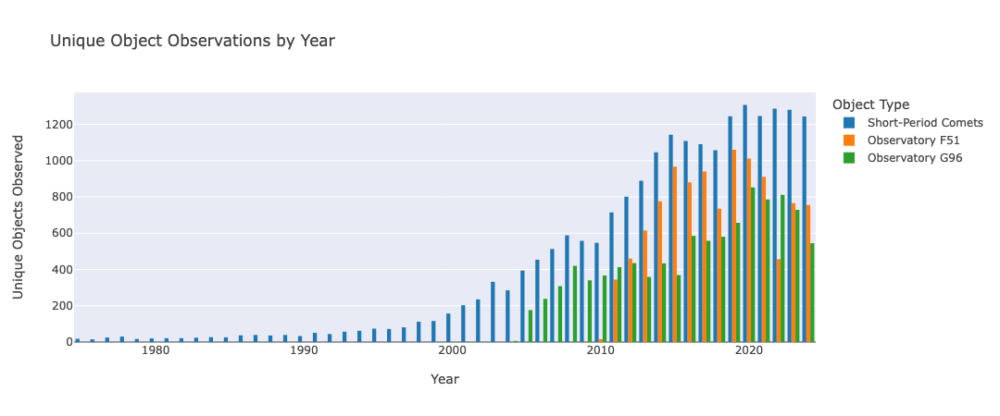 Unique Object Observations by Year
Unique Objects Observed
1200
1000
800
600
400
200
0
1980
1990
2000
2010
2020
Year
Object Type
Short-Period Comets
Observatory F51
Observatory G96